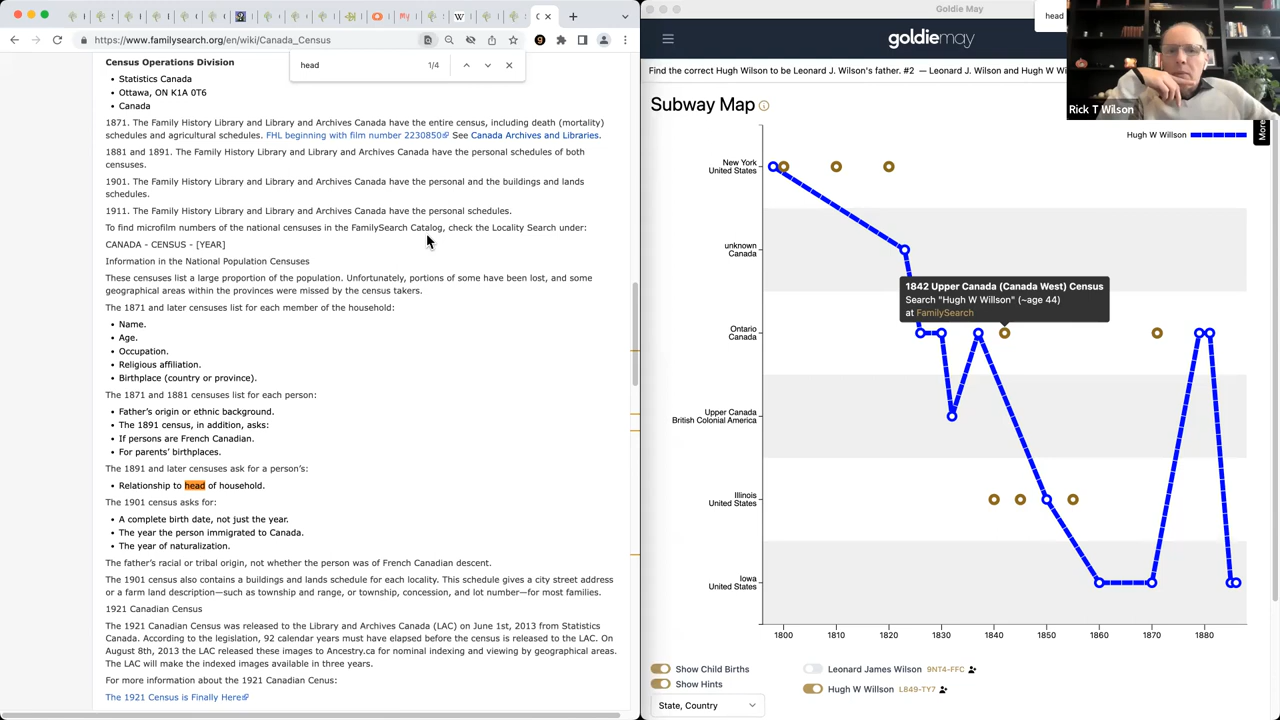 https://www.familysearch.org/en/wiki/Canada_Census
head
1/4
Census Operations Division
• Statistics Canada
• Ottawa, ON K1A 0T6
• Canada
1871. The Family History Library and Library and Archives Canada have the entire census, including death (mortality)
schedules and agricultural schedules. FHL beginning with film number 2230850 See Canada Archives and Libraries.
1881 and 1891. The Family History Library and Library and Archives Canada have the personal schedules of both
censuses.
1901. The Family History Library and Library and Archives Canada have the personal and the buildings and lands
schedules.
1911. The Family History Library and Library and Archives Canada have the personal schedules.
To find microfilm numbers of the national censuses in the FamilySearch Catalog, check the Locality Search under:
CANADA - CENSUS - [YEAR]
Information in the National Population Censuses
These censuses list a large proportion of the population. Unfortunately, portions of some have been lost, and some
geographical areas within the provinces were missed by the census takers.
The 1871 and later censuses list for each member of the household:
• Name.
• Age.
• Occupation.
• Religious affiliation.
• Birthplace (country or province).
The 1871 and 1881 censuses list for each person:
• Father's origin or ethnic background.
• The 1891 census, in addition, asks:
• If persons are French Canadian.
• For parents' birthplaces.
The 1891 and later censuses ask for a person's:
• Relationship to head of household.
The 1901 census asks for:
• A complete birth date, not just the year.
• The year the person immigrated to Canada.
• The year of naturalization.
The father's racial or tribal origin, not whether the person was of French Canadian descent.
The 1901 census also contains a buildings and lands schedule for each locality. This schedule gives a city street address
or a farm land description—such as township and range, or township, concession, and lot number—for most families.
1921 Canadian Census
The 1921 Canadian Census was released to the Library and Archives Canada (LAC) on June 1st, 2013 from Statistics
Canada. According to the legislation, 92 calendar years must have elapsed before the census is released to the LAC. On
August 8th, 2013 the LAC released these images to Ancestry.ca for nominal indexing and viewing by geographical areas.
The LAC will make the indexed images available in three years.
For more information about the 1921 Canadian Cenus:
The 1921 Census is Finally Here
Goldie May
head
goldiemay
Find the correct Hugh Wilson to be Leonard J. Wilson's father. #2 — Leonard J. Wilson and Hugh W Wi
Rick T Wilson
Subway Map
More
Hugh W Willson
New York
United States
unknown
Canada
1842 Upper Canada (Canada West) Census
Search "Hugh W Willson" (~age 44)
at FamilySearch
Ontario
Canada
Upper Canada
British Colonial America
Illinois
United States
Iowa
United States
1800 1810 1820 1830 1840 1850 1860 1870 1880
Show Child Births
Leonard James Wilson 9NT4-FFC
Show Hints
Hugh W Willson L849-TY7
State, Country